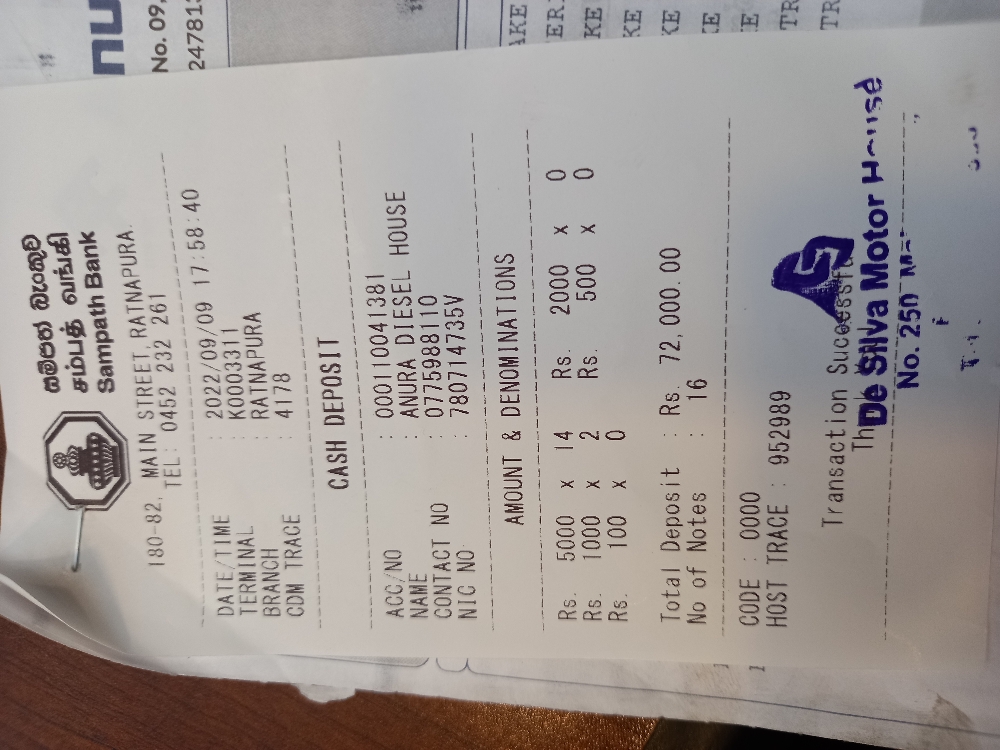 සම්පත් බැංකුව
சம்பத் வங்கி
Sampath Bank
180-82, MAIN STREET, RATNAPURA.
TEL: 0452 232 261
DATE/TIME : 2022/09/09 17:58:40
TERMINAL : K0003311
BRANCH : RATNAPURA
CDM TRACE : 4178
CASH DEPOSIT
ACC/NO : 000110041381
NAME : ANURA DIESEL HOUSE
CONTACT NO : 0775988110
NIC NO : 780714735V
AMOUNT & DENOMINATIONS
Rs. 5000 x 14 Rs. 2000 x 0
Rs. 1000 x 2 Rs. 500 x 0
Rs. 100 x 0
Total Deposit : Rs. 72,000.00
No of Notes : 16
CODE : 0000
HOST TRACE : 952989
Transaction Successful
De Silva Motor House
No. 250
No. 09,